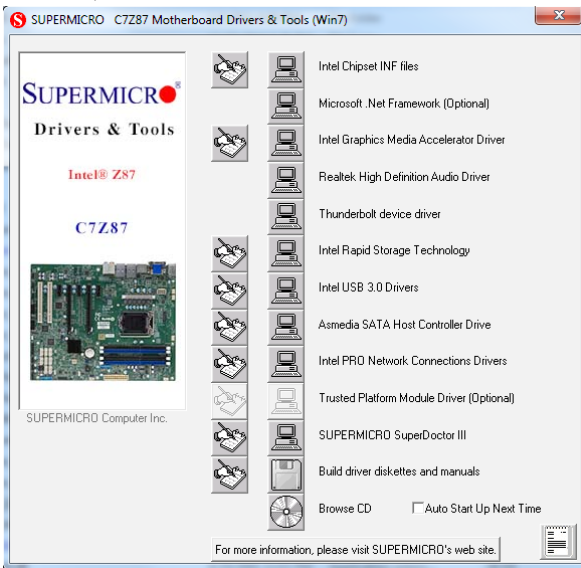 SUPERMICRO C7Z87 Motherboard Drivers & Tools (Win7)
SUPERMICRO®
Drivers & Tools
Intel® Z87
C7Z87
SUPERMICRO Computer Inc.
Intel Chipset INF files
Microsoft .Net Framework (Optional)
Intel Graphics Media Accelerator Driver
Realtek High Definition Audio Driver
Thunderbolt device driver
Intel Rapid Storage Technology
Intel USB 3.0 Drivers
Asmedia SATA Host Controller Drive
Intel PRO Network Connections Drivers
Trusted Platform Module Driver (Optional)
SUPERMICRO SuperDoctor III
Build driver diskettes and manuals
Browse CD Auto Start Up Next Time
For more information, please visit SUPERMICRO's web site.